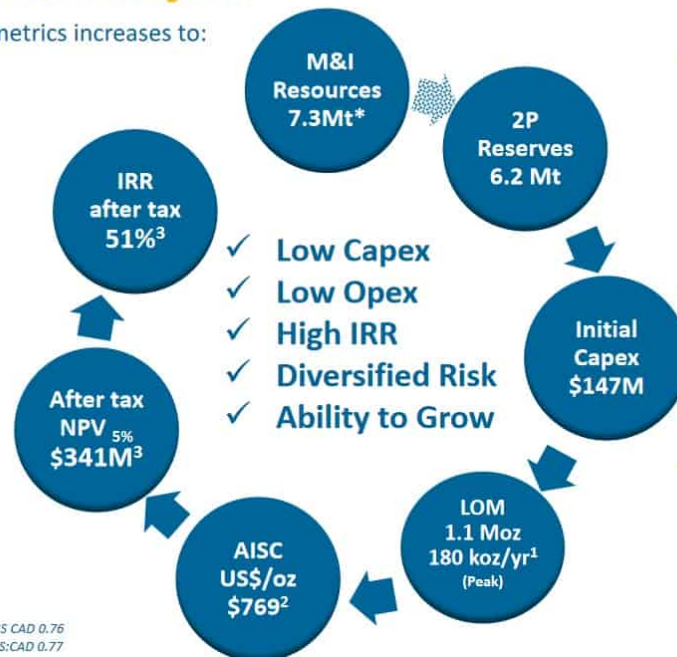 metrics increases to:
M&I
Resources
7.3Mt*
2P
Reserves
6.2 Mt
Initial
Capex
$147M
LOM
1.1 Moz
180 koz/yr¹
(Peak)
AISC
US$/oz
$769²
After tax
NPV 5%
$341M³
IRR
after tax
51%³
✓ Low Capex
✓ Low Opex
✓ High IRR
✓ Diversified Risk
✓ Ability to Grow
CAD 0.76
S:CAD 0.77